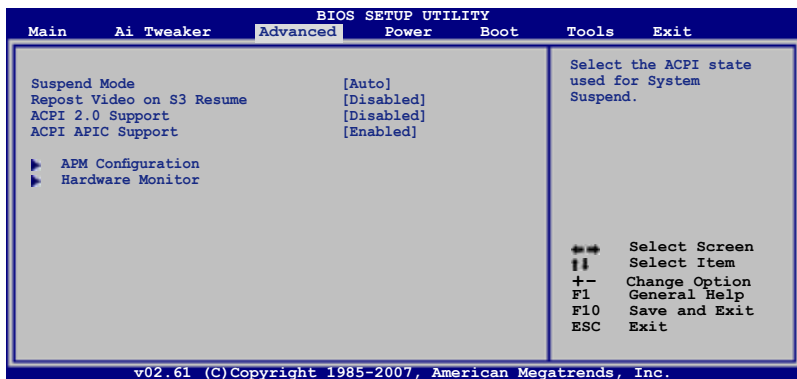 BIOS SETUP UTILITY
Main Ai Tweaker Advanced Power Boot Tools Exit
Suspend Mode [Auto]
Repost Video on S3 Resume [Disabled]
ACPI 2.0 Support [Disabled]
ACPI APIC Support [Enabled]
APM Configuration
Hardware Monitor
Select the ACPI state
used for System
Suspend.
Select Screen
Select Item
+- Change Option
F1 General Help
F10 Save and Exit
ESC Exit
v02.61 (C)Copyright 1985-2007, American Megatrends, Inc.